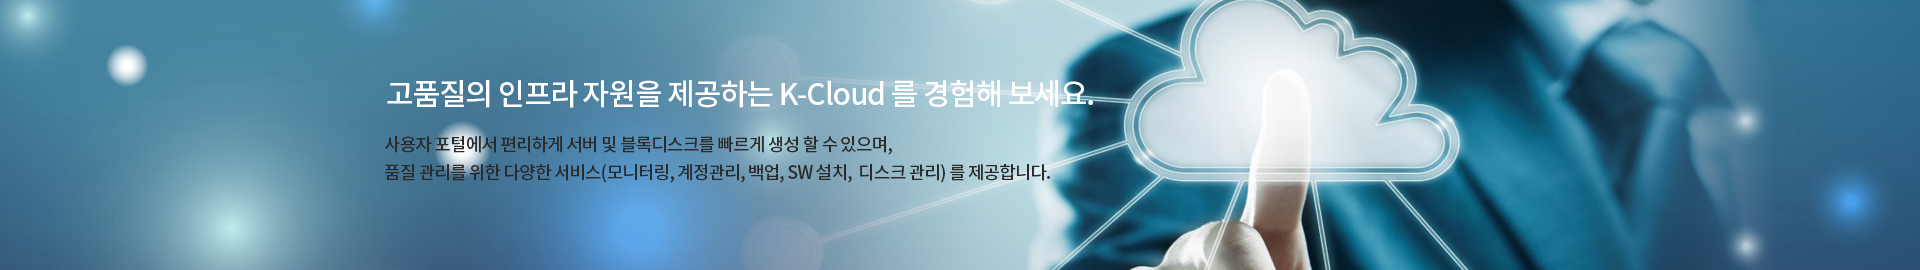 고품질의 인프라 자원을 제공하는 K-Cloud 를 경험해 보세요.
사용자 포털에서 편리하게 서버 및 블록디스크를 빠르게 생성 할 수 있으며,
품질 관리를 위한 다양한 서비스(모니터링, 계정관리, 백업, SW 설치, 디스크 관리) 를 제공합니다.